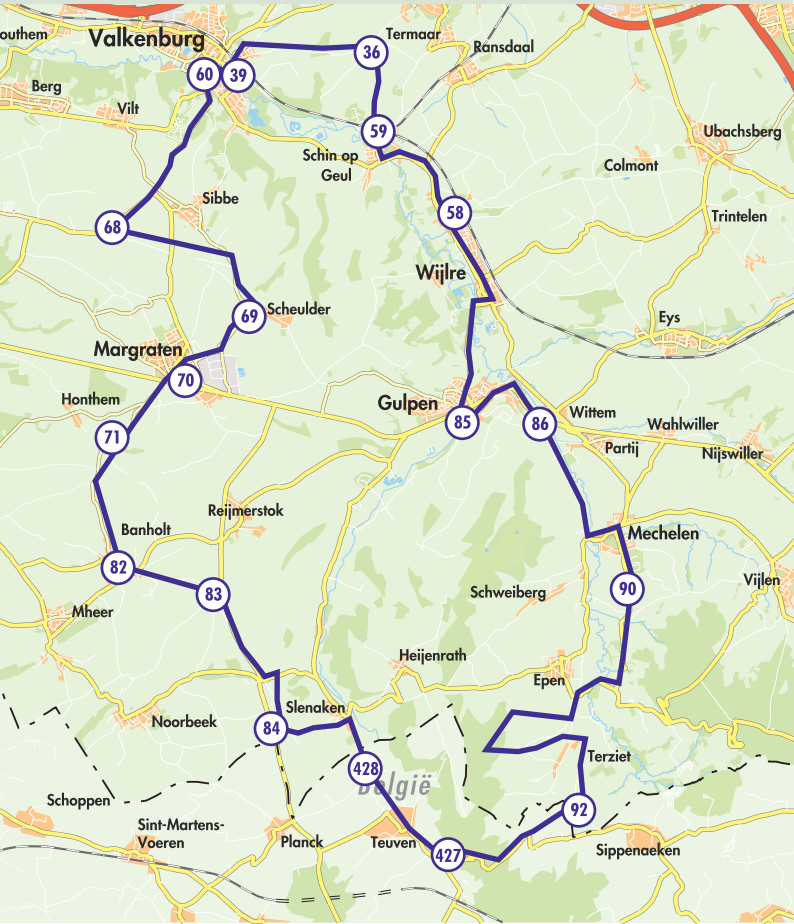 Termaar
Valkenburg
outhem
36
Ransdaal
60
39
Berg
Vilt
59
Ubachsberg
Schin op
Geul
Colmont
Sibbe
58
Trintelen
68
Wijlre
69
Scheulder
Eys
Margraten
70
Honthem
Gulpen
85
86
Wittem
Wahlwiller
71
Partij
Nijswiller
Reijmerstok
Banholt
Mechelen
82
83
Schweiberg
90
Vijlen
Mheer
Heijenrath
Epen
Slenaken
Noorbeek
84
Terziet
428
België
Schoppen
92
Sint-Martens-
Voeren
Planck
Teuven
427
Sippenaeken